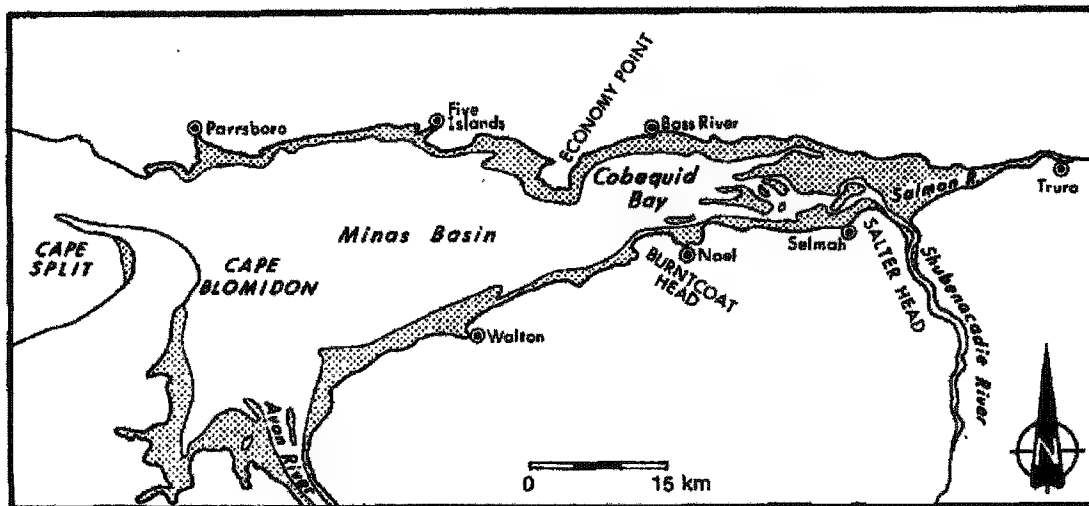 ECONOMY POINT
Parrsboro
Five
Islands
Bass River
Cobequid
Bay
Salmon R.
Truro
Minas Basin
CAPE
SPLIT
CAPE
BLOMIDON
Noel
BURNTCOAT
HEAD
Selmah
SALTER HEAD
Shubenacadie River
Walton
Avon River
0 15 km
N